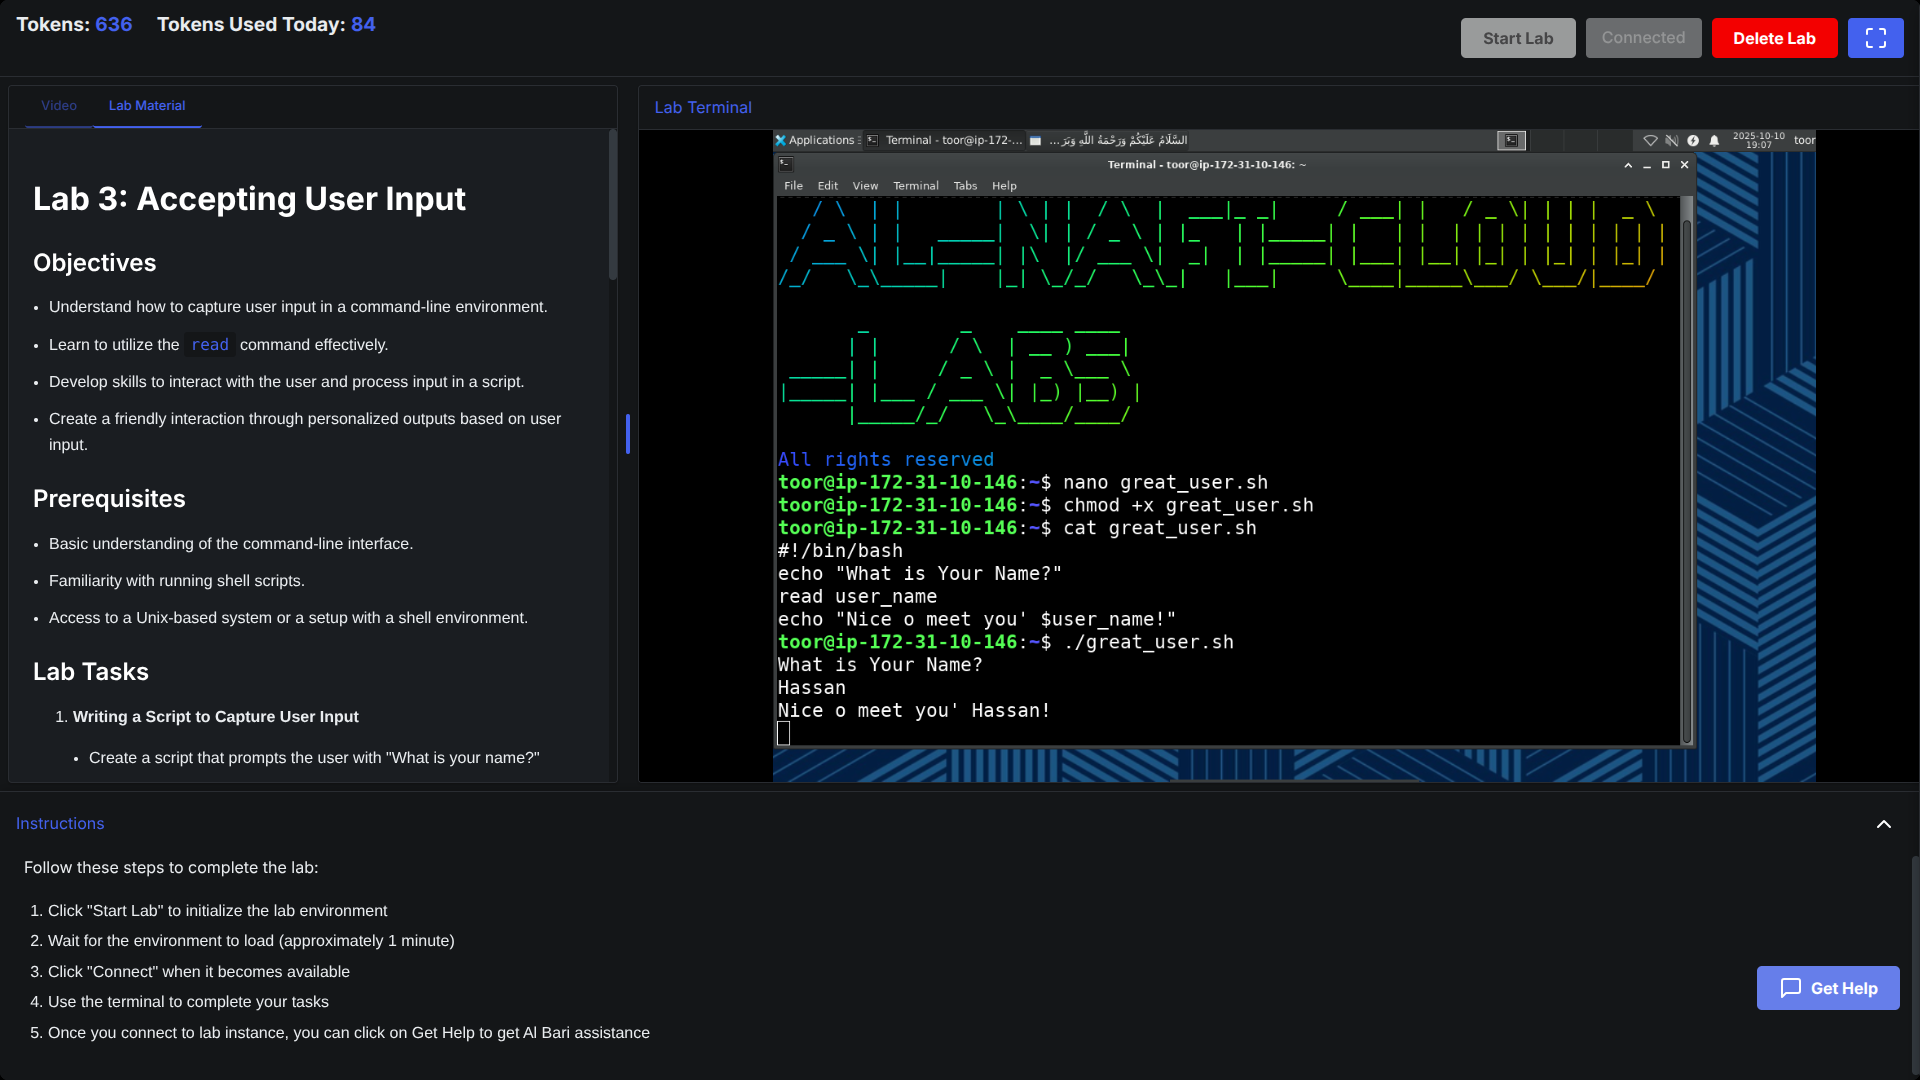 Tokens: 636 Tokens Used Today: 84
Start Lab
Connected
Delete Lab
Video
Lab Material
Lab 3: Accepting User Input
Objectives
• Understand how to capture user input in a command-line environment.
• Learn to utilize the read command effectively.
• Develop skills to interact with the user and process input in a script.
• Create a friendly interaction through personalized outputs based on user
input.
Prerequisites
• Basic understanding of the command-line interface.
• Familiarity with running shell scripts.
• Access to a Unix-based system or a setup with a shell environment.
Lab Tasks
1. Writing a Script to Capture User Input
• Create a script that prompts the user with "What is your name?"
Lab Terminal
Applications
Terminal - toor@ip-172-...
السَّلَامُ عَلَيْكُمْ وَرَحْمَةُ اللَّهِ وَبَرَ...
2025-10-10
19:07
toor
Terminal - toor@ip-172-31-10-146: ~
File Edit View Terminal Tabs Help
AL-NAFI-CLOUD
-LABS
All rights reserved
toor@ip-172-31-10-146:~$ nano great_user.sh
toor@ip-172-31-10-146:~$ chmod +x great_user.sh
toor@ip-172-31-10-146:~$ cat great_user.sh
#!/bin/bash
echo "What is Your Name?"
read user_name
echo "Nice o meet you' $user_name!"
toor@ip-172-31-10-146:~$ ./great_user.sh
What is Your Name?
Hassan
Nice o meet you' Hassan!
Instructions
Follow these steps to complete the lab:
1. Click "Start Lab" to initialize the lab environment
2. Wait for the environment to load (approximately 1 minute)
3. Click "Connect" when it becomes available
4. Use the terminal to complete your tasks
5. Once you connect to lab instance, you can click on Get Help to get Al Bari assistance
Get Help